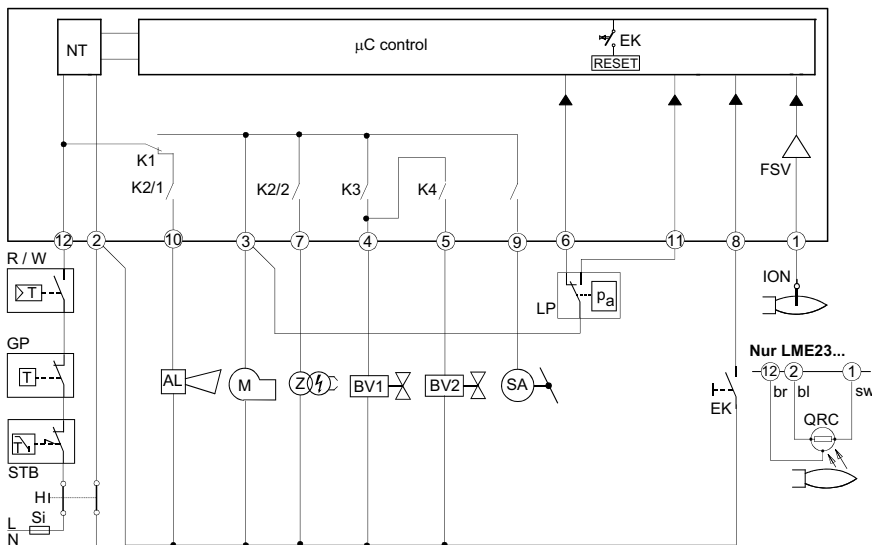 NT
µC control
EK
RESET
FSV
K1
K2/1
K2/2
K3
K4
12
2
10
3
7
4
5
9
6
11
8
1
R / W
T
GP
T
STB
T
H
L
N
Si
AL
M
Z
BV1
BV2
SA
LP
pa
EK
ION
Nur LME23...
12
2
1
br
bl
sw
QRC